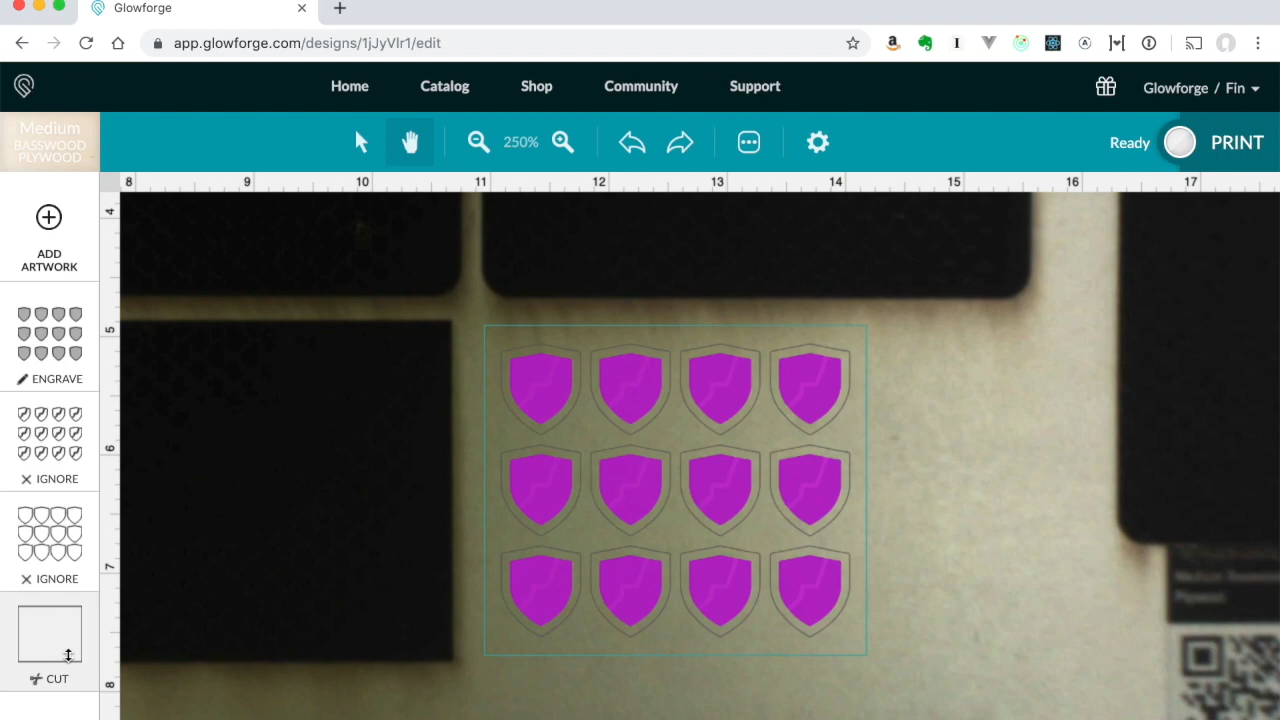 Glowforge
app.glowforge.com/designs/1jJyVlr1/edit
Home Catalog Shop Community Support Glowforge / Fin
Medium
BASSWOOD
PLYWOOD
250%
Ready PRINT
8 9 10 11 12 13 14 15 16 17
4
ADD
ARTWORK
5
ENGRAVE
6
IGNORE
7
IGNORE
8
CUT
Plywood